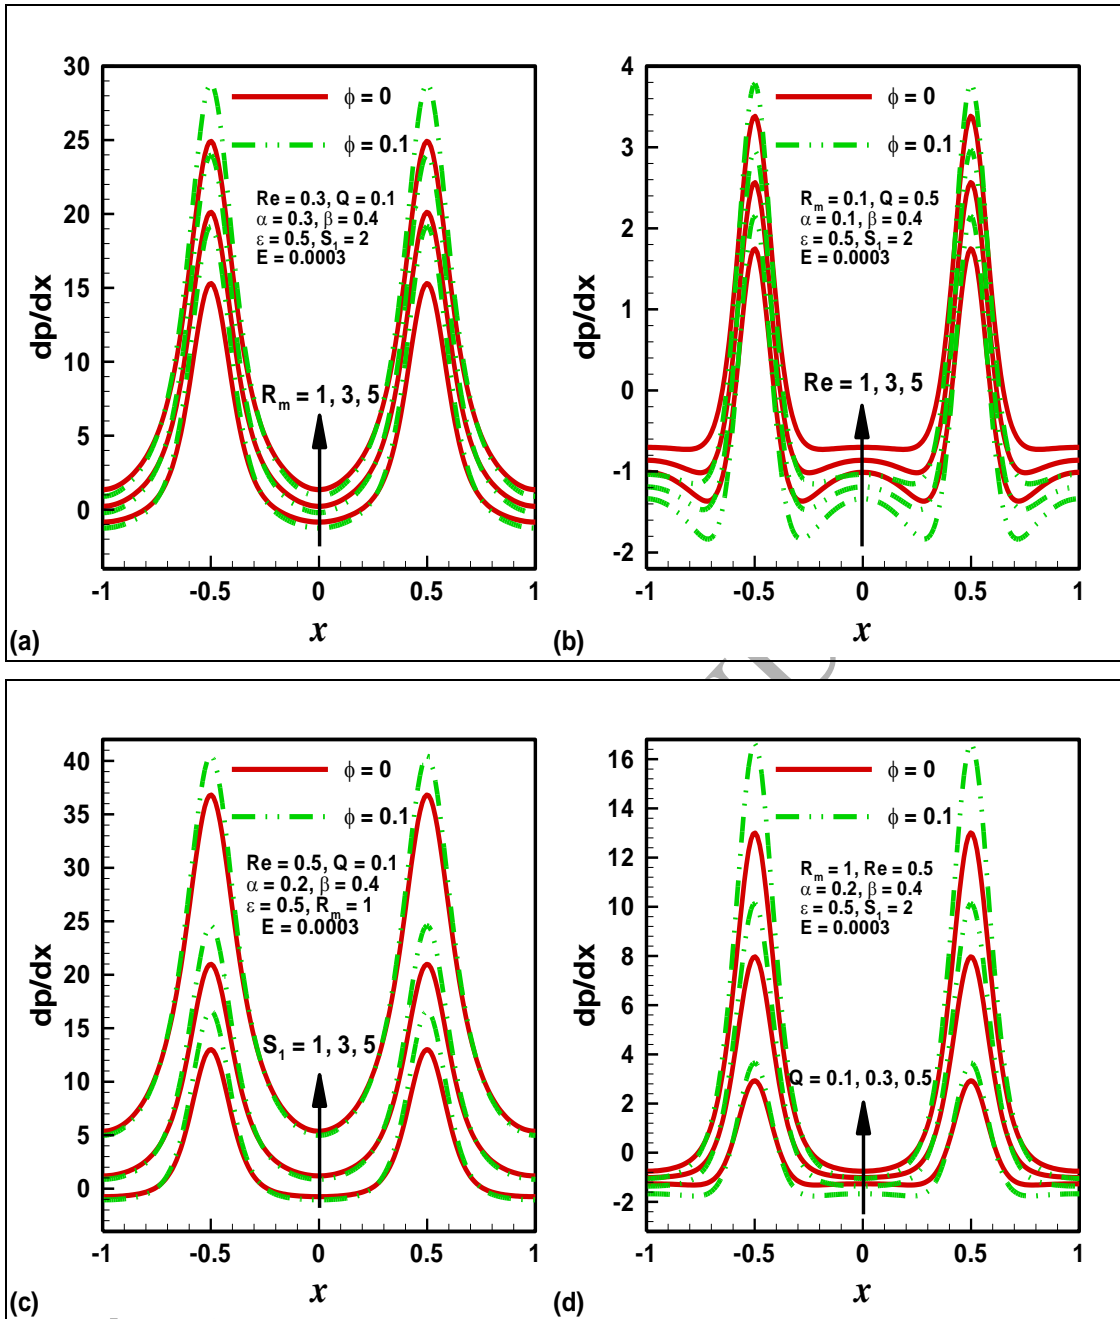 30
25
20
15
10
5
0
-1
-0.5
0
0.5
1
dp/dx
x
ϕ = 0
ϕ = 0.1
Re = 0.3, Q = 0.1
α = 0.3, β = 0.4
ε = 0.5, S₁ = 2
E = 0.0003
Rₘ = 1, 3, 5
(a)
4
3
2
1
0
-1
-2
-1
-0.5
0
0.5
1
dp/dx
x
ϕ = 0
ϕ = 0.1
Rₘ = 0.1, Q = 0.5
α = 0.1, β = 0.4
ε = 0.5, S₁ = 2
E = 0.0003
Re = 1, 3, 5
(b)
40
35
30
25
20
15
10
5
0
-1
-0.5
0
0.5
1
dp/dx
x
ϕ = 0
ϕ = 0.1
Re = 0.5, Q = 0.1
α = 0.2, β = 0.4
ε = 0.5, Rₘ = 1
E = 0.0003
S₁ = 1, 3, 5
(c)
16
14
12
10
8
6
4
2
0
-2
-1
-0.5
0
0.5
1
dp/dx
x
ϕ = 0
ϕ = 0.1
Rₘ = 1, Re = 0.5
α = 0.2, β = 0.4
ε = 0.5, S₁ = 2
E = 0.0003
Q = 0.1, 0.3, 0.5
(d)